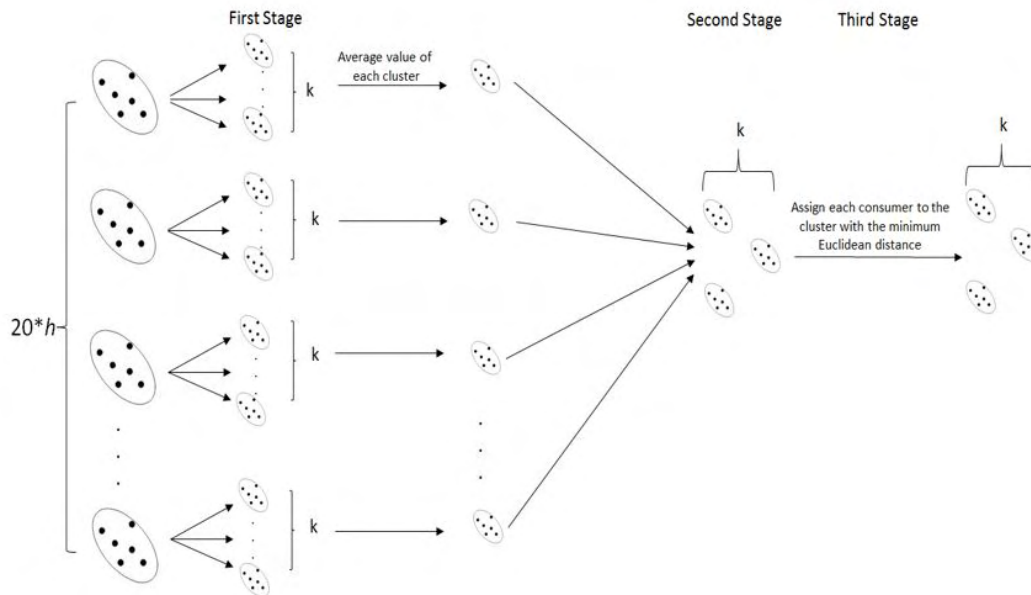 First Stage
Second Stage
Third Stage
Average value of
each cluster
k
k
k
k
k
k
20*h
Assign each consumer to the
cluster with the minimum
Euclidean distance